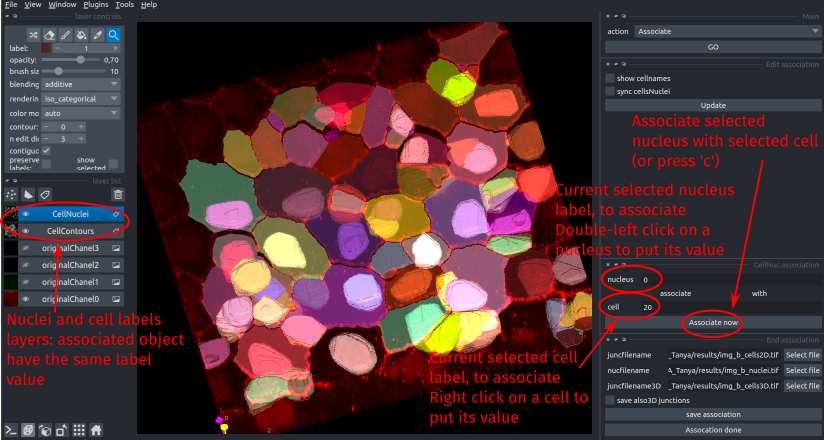 File View Window Plugins Tools Help
layer controls
label: 1
opacity: 0,70
brush siz 10
blending additive
renderin iso_categorical
color mo auto
contour: 0
n edit di 3
contiguc
preserve show
labels: selected
layer list
CellNuclei
CellContours
originalChanel3
originalChanel2
originalChanel1
originalChanel0
Nuclei and cell labels
layers: associated object
have the same label
value
2
0
Main
action Associate
GO
Edit association
show cellnames
sync cellsNuclei
Update
Associate selected
nucleus with selected cell
(or press 'c')
Current selected nucleus
label, to associate
Double-left click on a
nucleus to put its value
CellNuc association
nucleus 0
associate with
cell 20
Associate now
Current selected cell
label, to associate
Right click on a cell to
put its value
End association
juncfilename _Tanya/results/img_b_cells2D.tif Select file
nucfilename A_Tanya/results/img_b_nuclei.tif Select file
juncfilename3D _Tanya/results/img_b_cells3D.tif Select file
save also3D junctions
save association
Assocation done